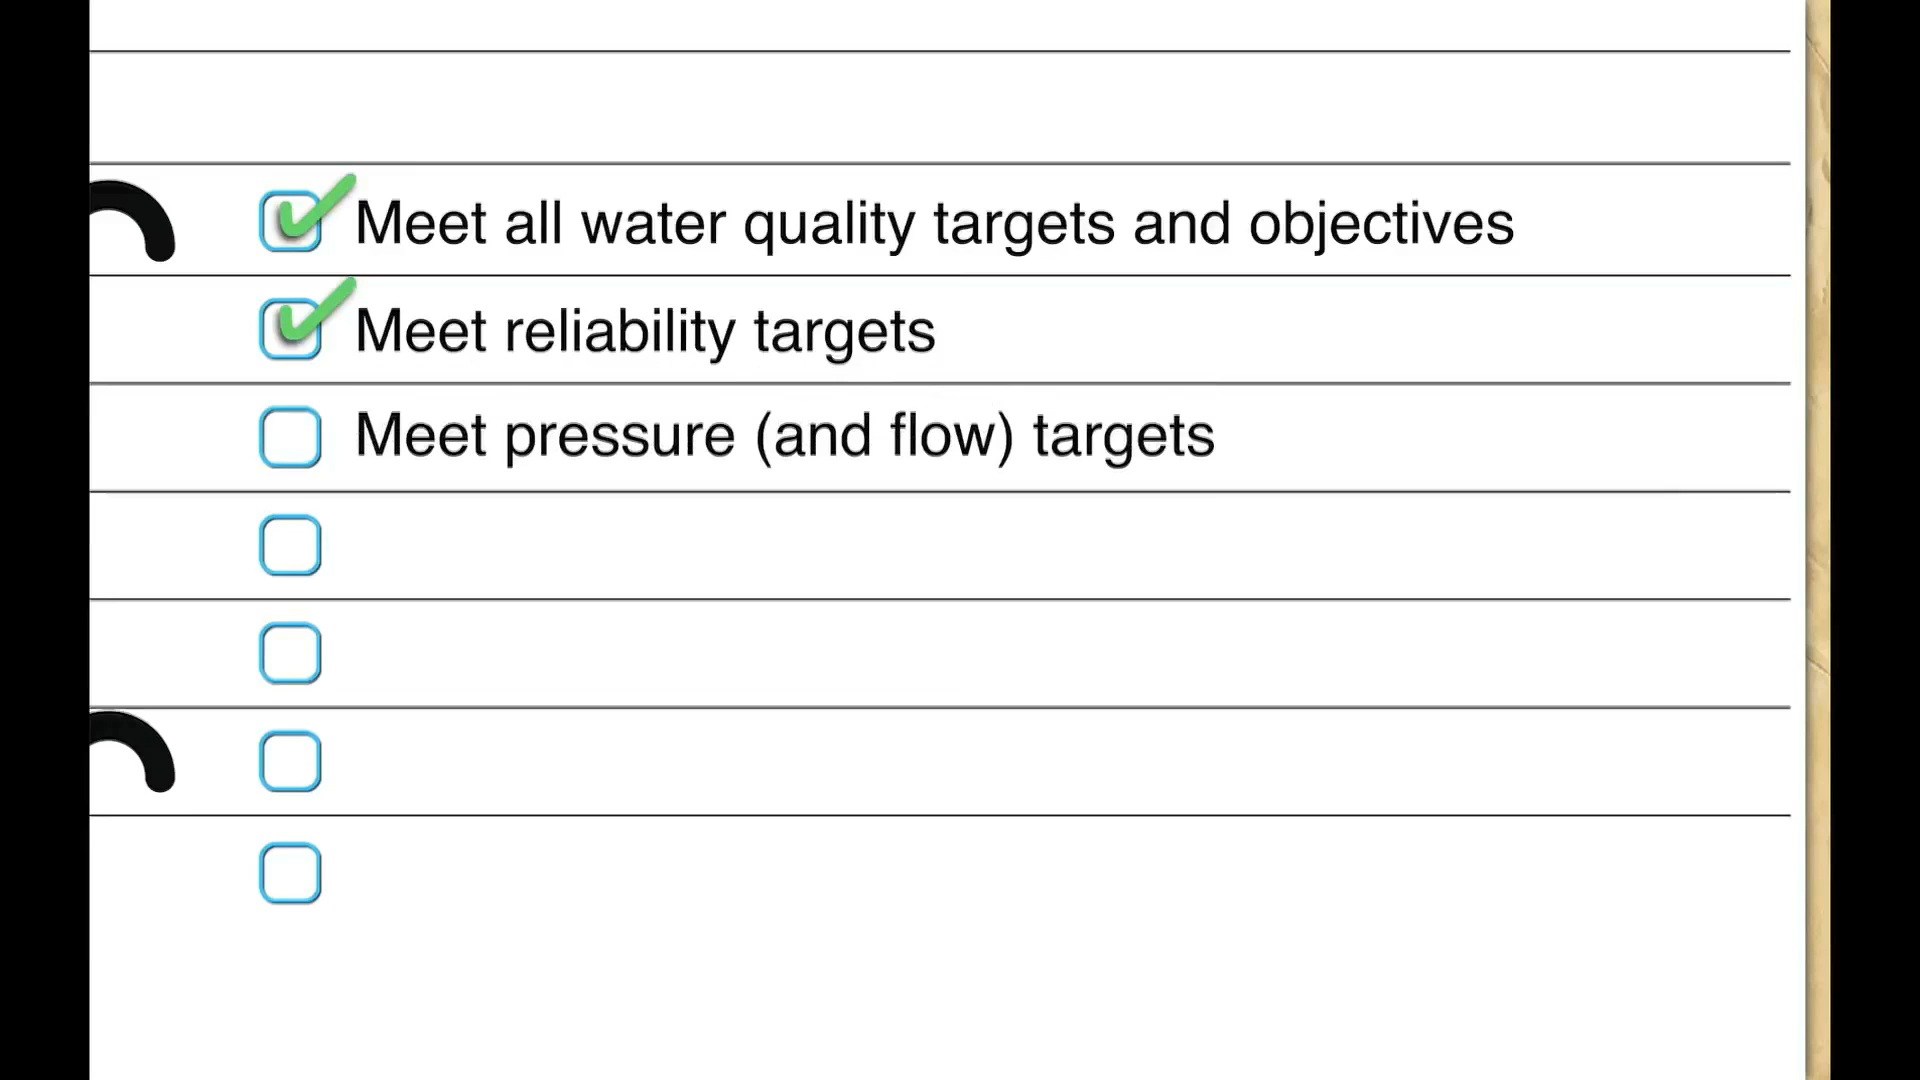 Meet all water quality targets and objectives
Meet reliability targets
Meet pressure (and flow) targets